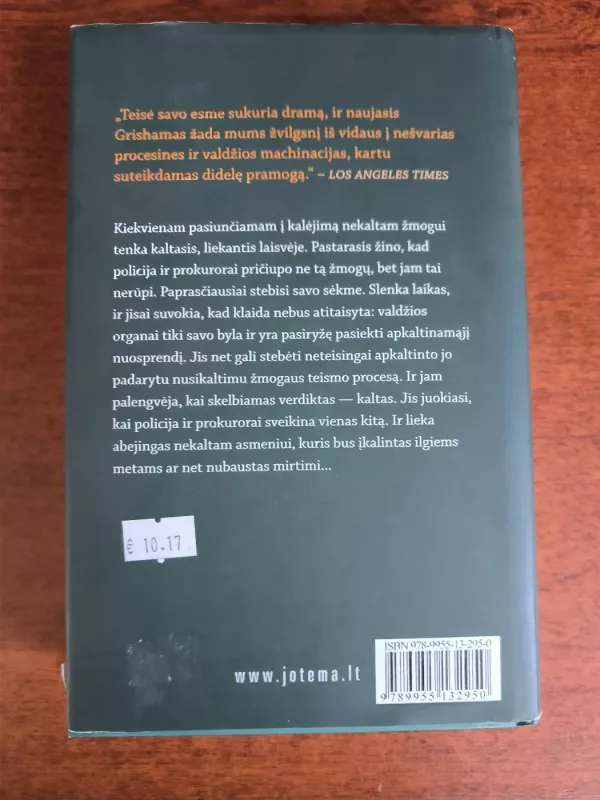 „Teisė savo esme sukuria dramą, ir naujasis
Grishamas žada mums žvilgsnį iš vidaus į nešvarias
procesines ir valdžios machinacijas, kartu
suteikdamas didelę pramogą.“ – LOS ANGELES TIMES
Kiekvienam pasiunčiamam į kalėjimą nekaltam žmogui
tenka kaltasis, liekantis laisvėje. Pastarasis žino, kad
policija ir prokurorai pričiupo ne tą žmogų, bet jam tai
nerūpi. Paprasčiausiai stebisi savo sėkme. Slenka laikas,
ir jisai suvokia, kad klaida nebus atitaisyta: valdžios
organai tiki savo byla ir yra pasiryžę pasiekti apkaltinamąjį
nuosprendį. Jis net gali stebėti neteisingai apkaltinto jo
padarytu nusikaltimu žmogaus teismo procesą. Ir jam
palengvėja, kai skelbiamas verdiktas — kaltas. Jis juokiasi,
kai policija ir prokurorai sveikina vienas kitą. Ir lieka
abejingas nekaltam asmeniui, kuris bus įkalintas ilgiems
metams ar net nubaustas mirtimi...
€ 10.17
ISBN 978-9955-13-295-0
www.jotema.lt
9 789955 132950